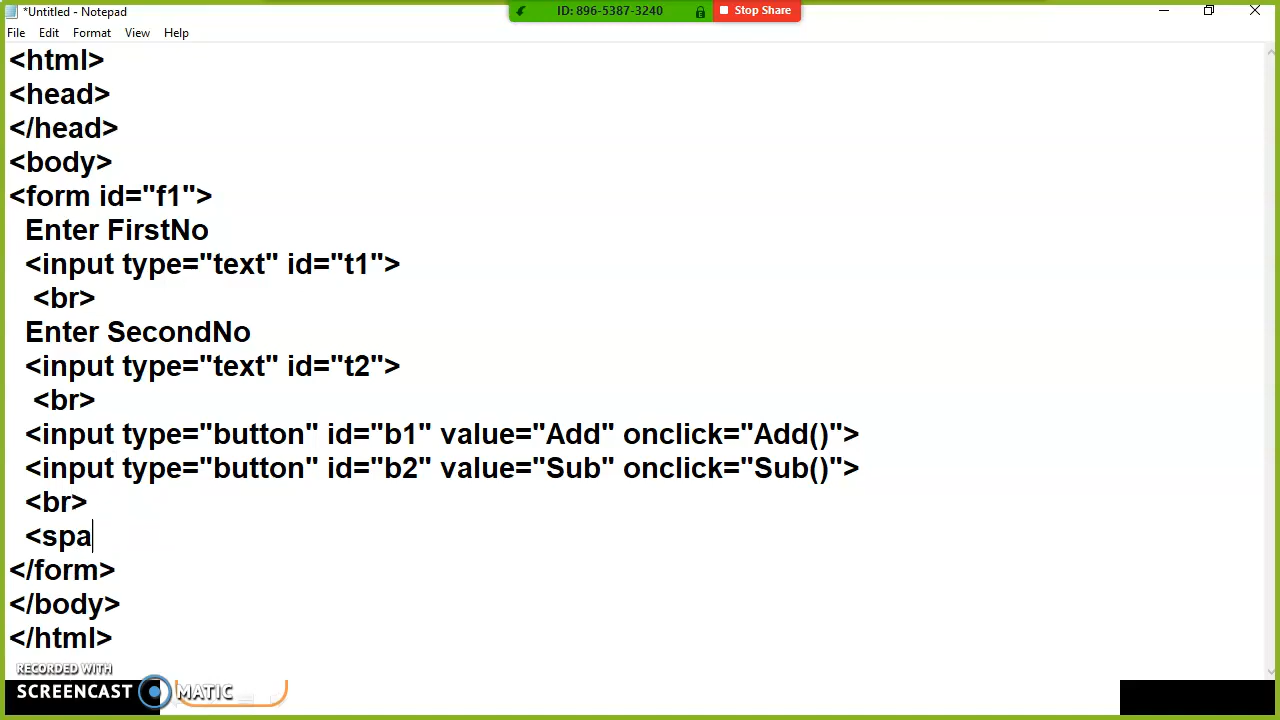 *Untitled - Notepad
ID: 896-5387-3240
Stop Share
File Edit Format View Help
<html>
<head>
</head>
<body>
<form id="f1">
Enter FirstNo
<input type="text" id="t1">
<br>
Enter SecondNo
<input type="text" id="t2">
<br>
<input type="button" id="b1" value="Add" onclick="Add()">
<input type="button" id="b2" value="Sub" onclick="Sub()">
<br>
<spa
</form>
</body>
</html>
RECORDED WITH
SCREENCAST MATIC